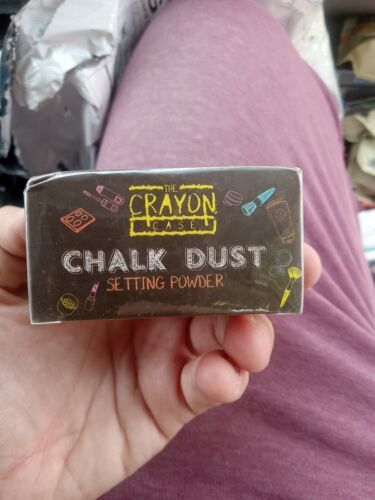 THE
CRAYON
CASE
CHALK DUST
SETTING POWDER